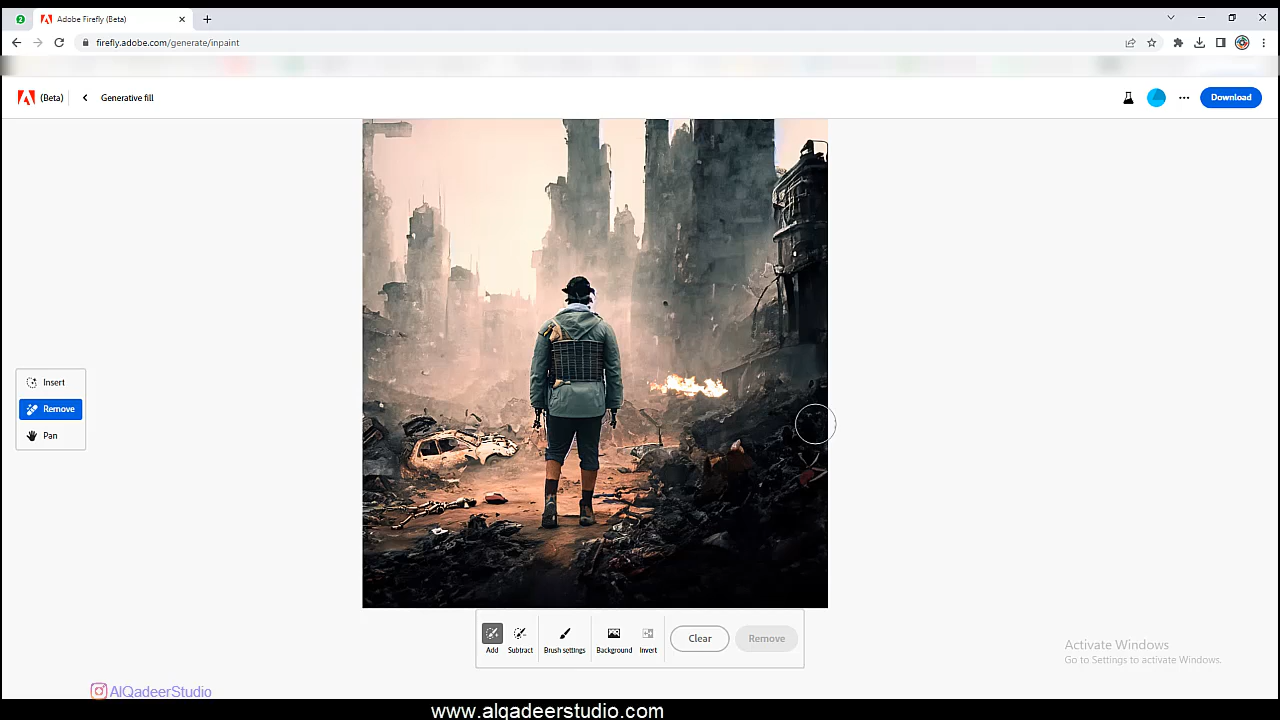 2
Adobe Firefly (Beta)
firefly.adobe.com/generate/inpaint
(Beta)
Generative fill
Download
Insert
Remove
Pan
Add
Subtract
Brush settings
Background
Invert
Clear
Remove
Activate Windows
Go to Settings to activate Windows.
AlQadeerStudio
www.alqadeerstudio.com